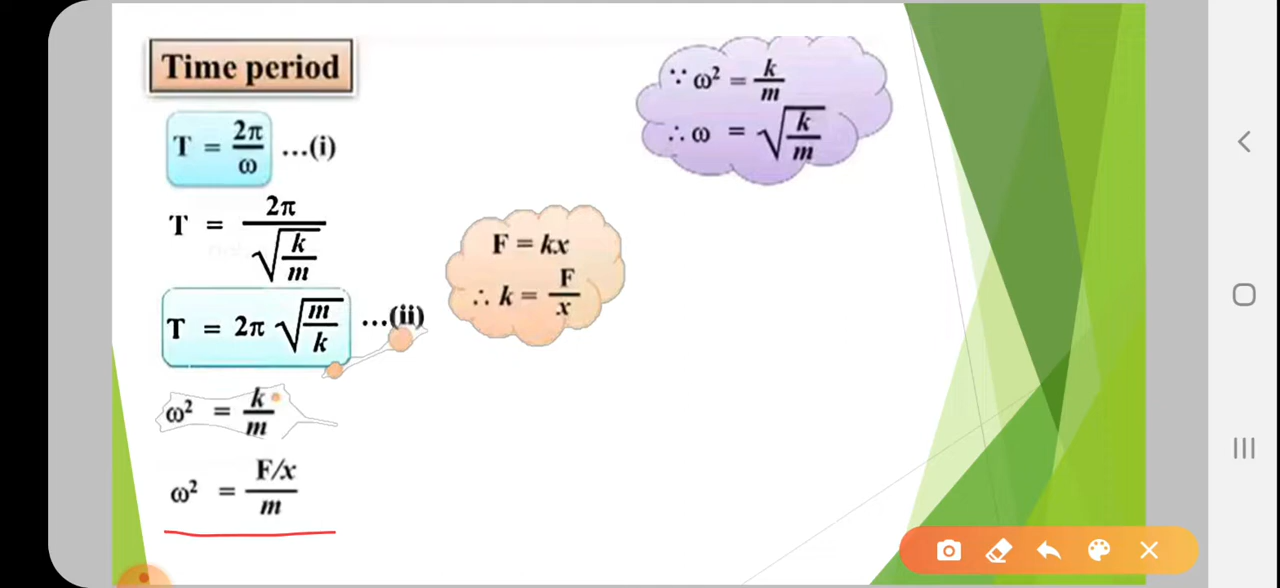 Time period
T = 2π/ω ...(i)
T = 2π/√(k/m)
T = 2π √(m/k) ...(ii)
ω² = k/m
ω² = F/x/m
F = kx
∴ k = F/x
∵ ω² = k/m
∴ ω = √(k/m)